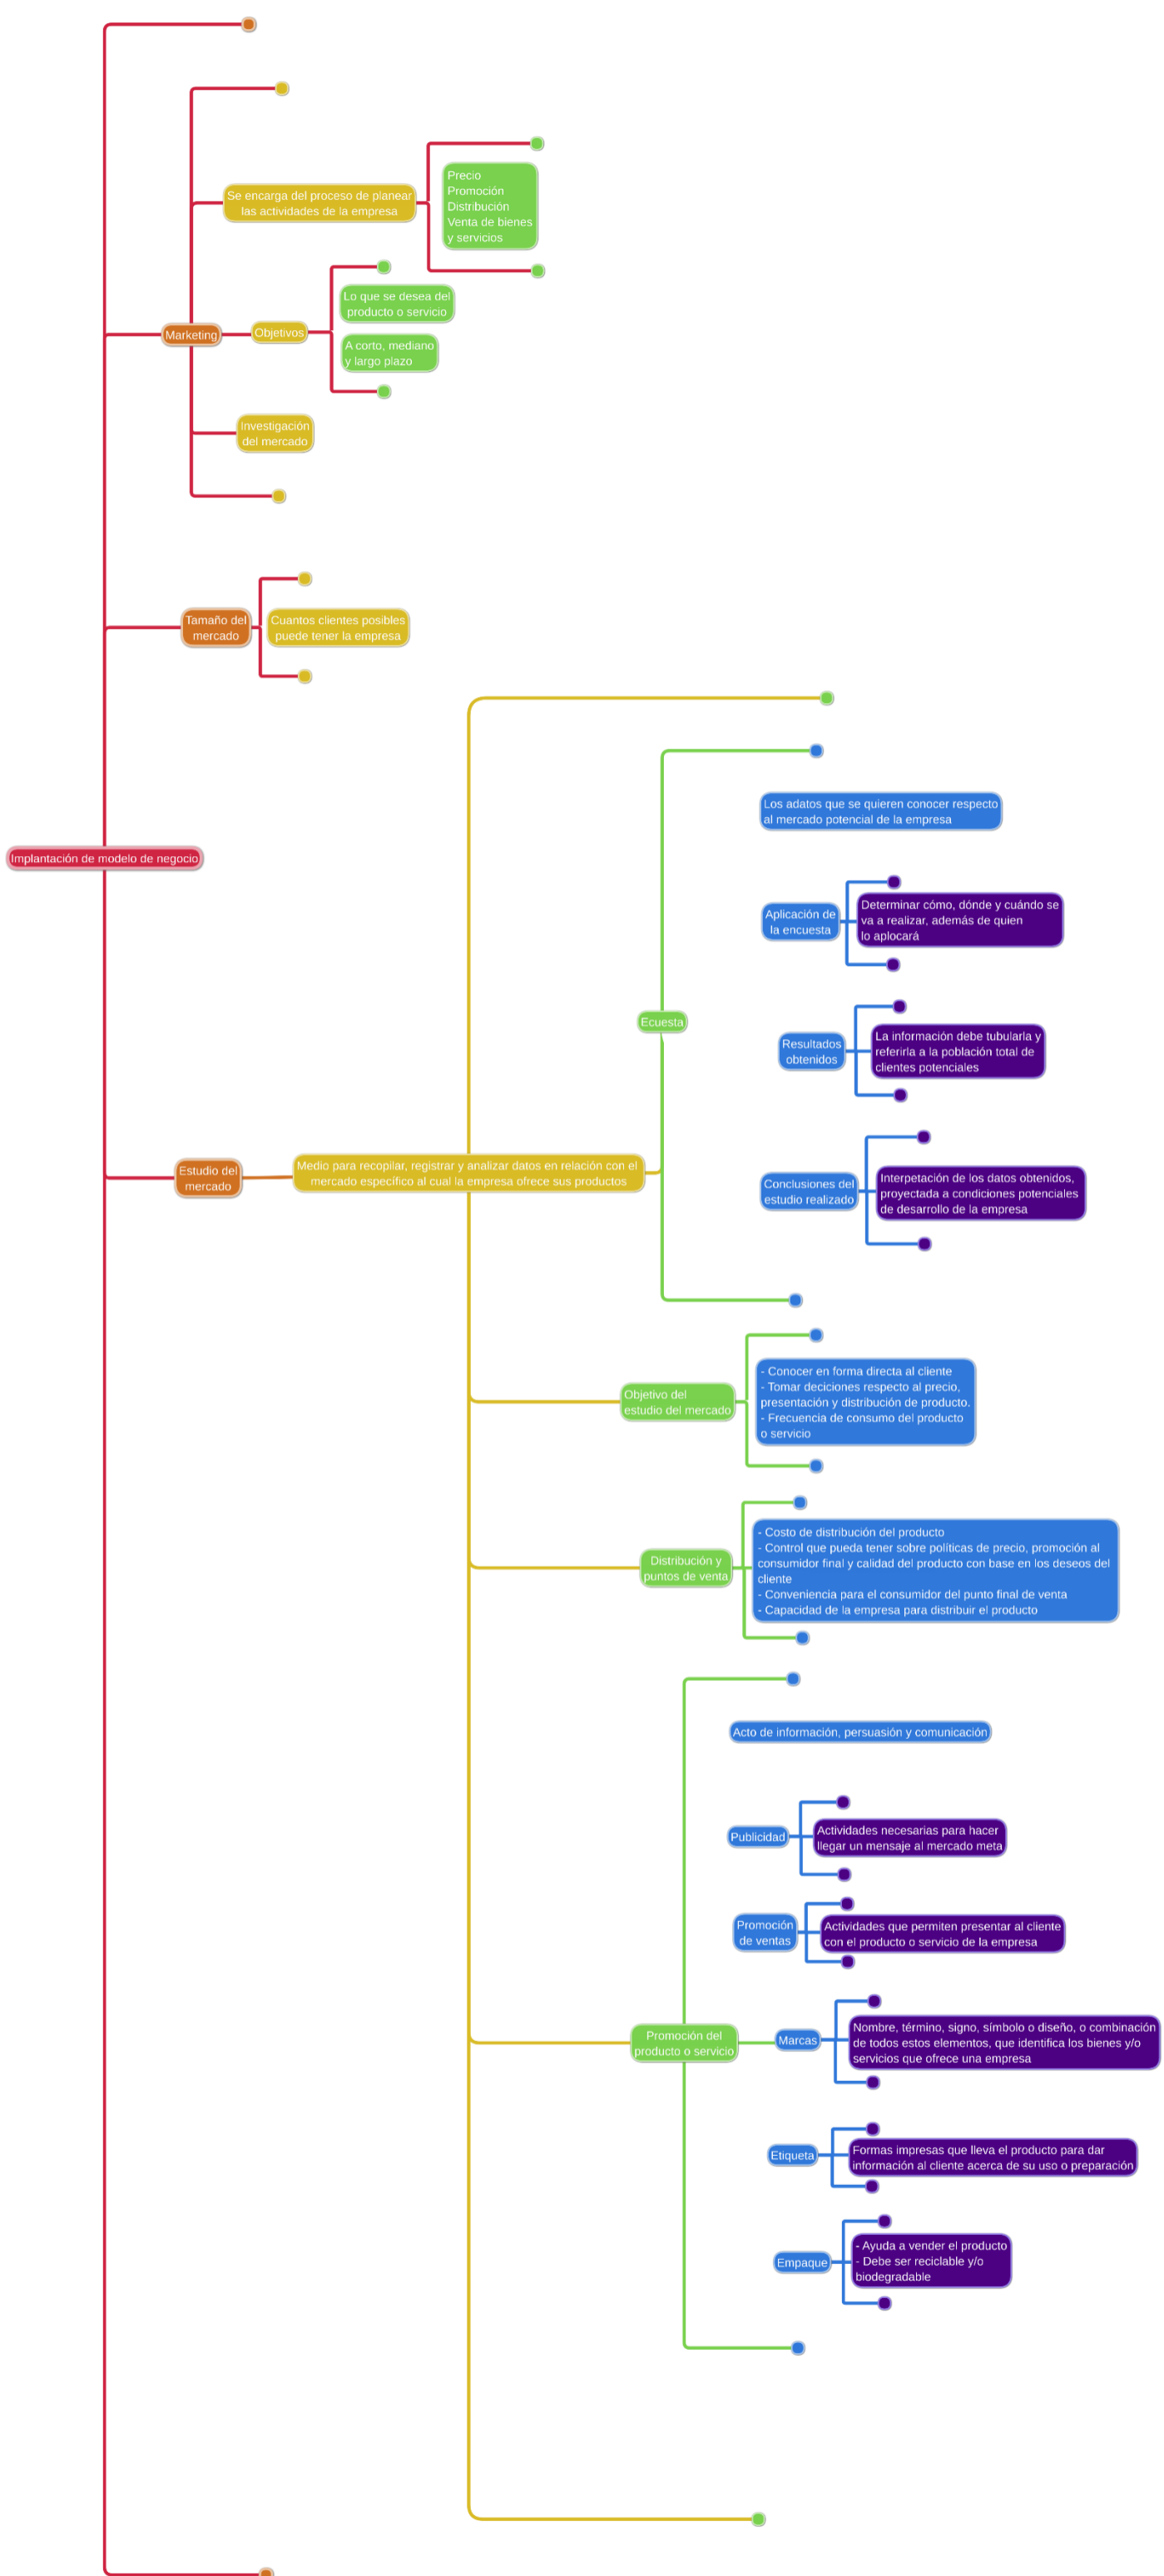 Se encarga del proceso de planear
las actividades de la empresa
Precio
Promoción
Distribución
Venta de bienes
y servicios
Marketing
Objetivos
Lo que se desea del
producto o servicio
A corto, mediano
y largo plazo
Investigación
del mercado
Tamaño del
mercado
Cuantos clientes posibles
puede tener la empresa
Implantación de modelo de negocio
Estudio del
mercado
Medio para recopilar, registrar y analizar datos en relación con el
mercado específico al cual la empresa ofrece sus productos
Ecuesta
Los adatos que se quieren conocer respecto
al mercado potencial de la empresa
Aplicación de
la encuesta
Determinar cómo, dónde y cuándo se
va a realizar, además de quien
lo aplocará
Resultados
obtenidos
La información debe tubularla y
referirla a la población total de
clientes potenciales
Conclusiones del
estudio realizado
Interpetación de los datos obtenidos,
proyectada a condiciones potenciales
de desarrollo de la empresa
Objetivo del
estudio del mercado
- Conocer en forma directa al cliente
- Tomar deciciones respecto al precio,
presentación y distribución de producto.
- Frecuencia de consumo del producto
o servicio
Distribución y
puntos de venta
- Costo de distribución del producto
- Control que pueda tener sobre políticas de precio, promoción al
consumidor final y calidad del producto con base en los deseos del
cliente
- Conveniencia para el consumidor del punto final de venta
- Capacidad de la empresa para distribuir el producto
Promoción del
producto o servicio
Acto de información, persuasión y comunicación
Publicidad
Actividades necesarias para hacer
llegar un mensaje al mercado meta
Promoción
de ventas
Actividades que permiten presentar al cliente
con el producto o servicio de la empresa
Marcas
Nombre, término, signo, símbolo o diseño, o combinación
de todos estos elementos, que identifica los bienes y/o
servicios que ofrece una empresa
Etiqueta
Formas impresas que lleva el producto para dar
información al cliente acerca de su uso o preparación
Empaque
- Ayuda a vender el producto
- Debe ser reciclable y/o
biodegradable